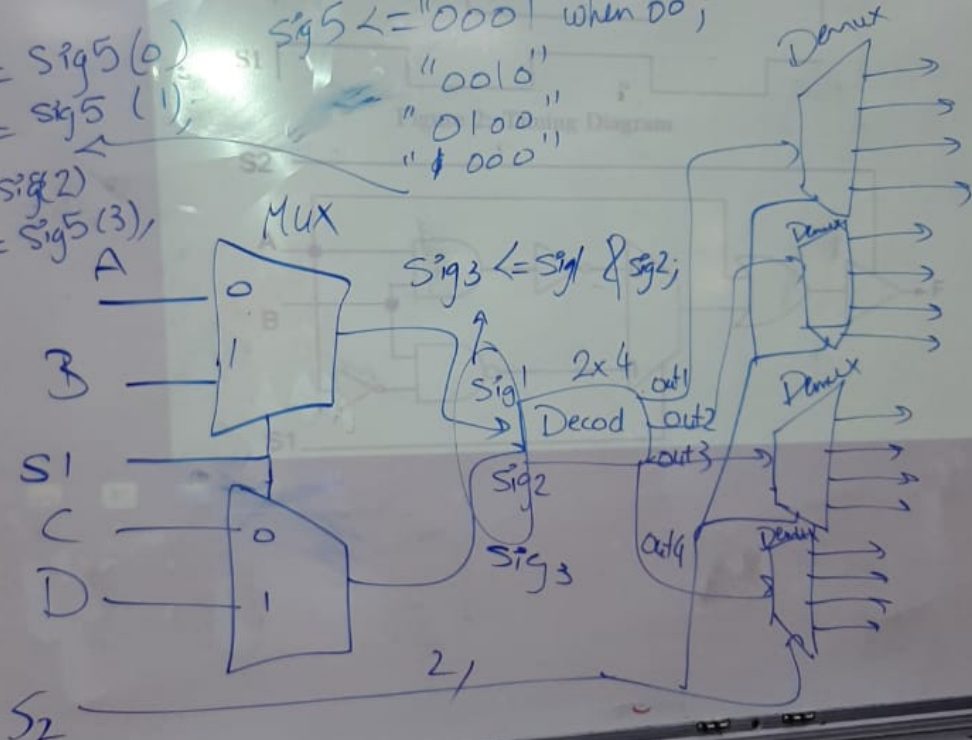 Sig5 <= "0001 when 00,
= Sig5(0)
"0010"
= Sig5 (1),
"0100",
"1000",
Sig(2)
= Sig5(3),
MUX
Demux
A
0
Sig3 <= Sig1 & Sig2;
Demux
1
B
2x4
Sig1
out1
Demux
Decod
out2
S1
out3
Sig2
C
0
out4
Demux
Sig3
D
1
2
S2
S1
Timing Diagram
S2
B
S1
F